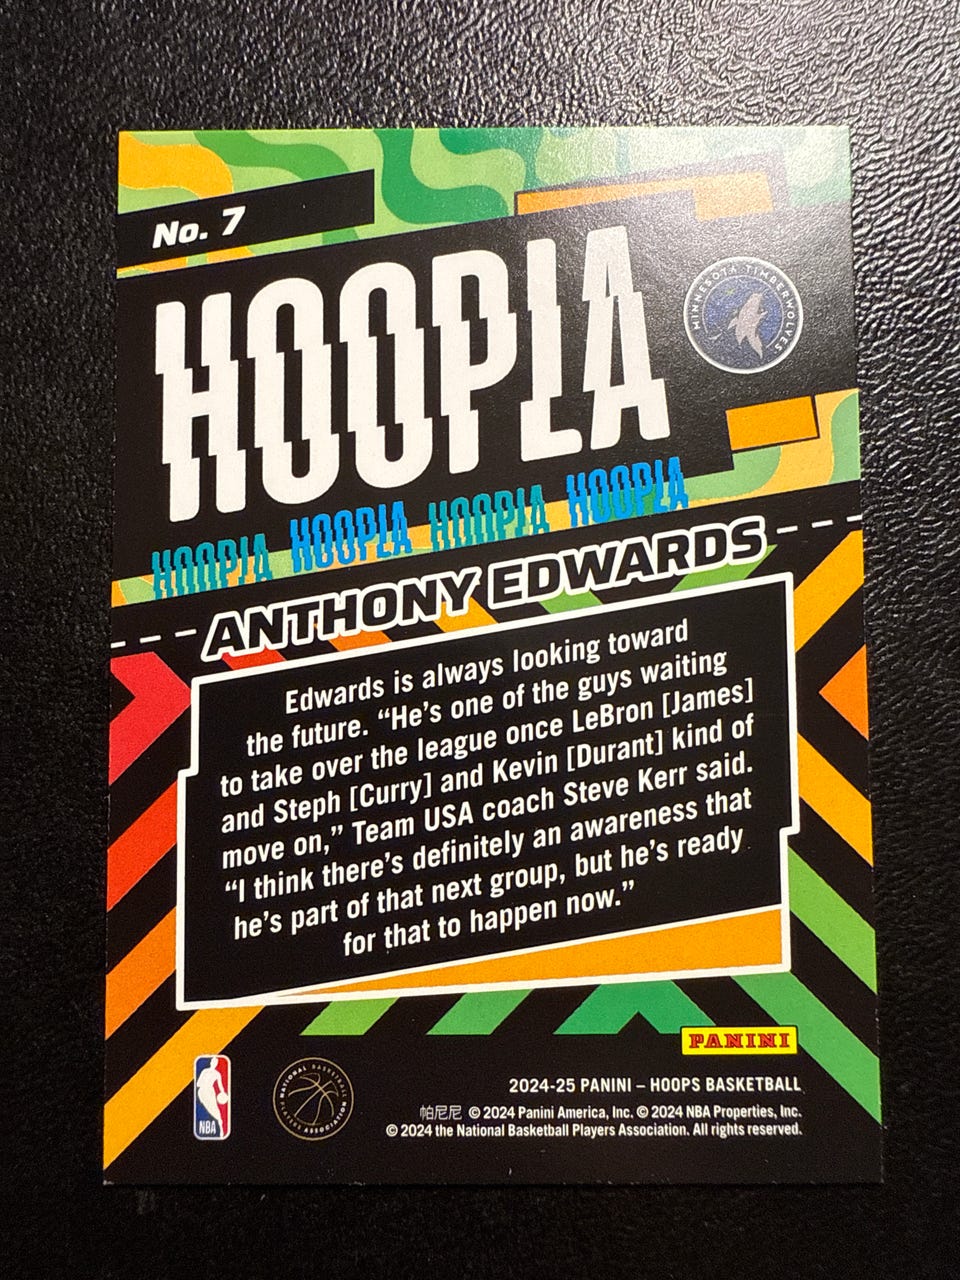 No. 7
HOOPLA
MINNESOTA TIMBERWOLVES
HOOPLA HOOPLA HOOPLA HOOPLA
ANTHONY EDWARDS
Edwards is always looking toward
the future. “He’s one of the guys waiting
to take over the league once LeBron [James]
and Steph [Curry] and Kevin [Durant] kind of
move on,” Team USA coach Steve Kerr said.
“I think there’s definitely an awareness that
he’s part of that next group, but he’s ready
for that to happen now.”
PANINI
NBA
NATIONAL BASKETBALL PLAYERS ASSOCIATION
2024-25 PANINI – HOOPS BASKETBALL
帕尼尼 © 2024 Panini America, Inc. © 2024 NBA Properties, Inc.
© 2024 the National Basketball Players Association. All rights reserved.